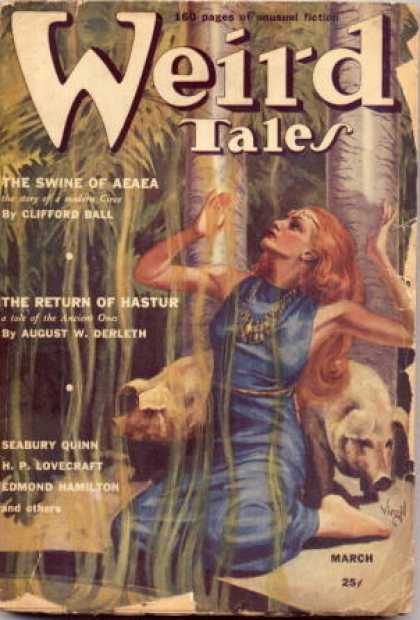 160 pages of unusual fiction
Weird
Tales
THE SWINE OF AEAEA
the story of a modern Circe
By CLIFFORD BALL
THE RETURN OF HASTUR
a tale of the Ancient Ones
By AUGUST W. DERLETH
SEABURY QUINN
H. P. LOVECRAFT
EDMOND HAMILTON
and others
Virgil
MARCH
25/